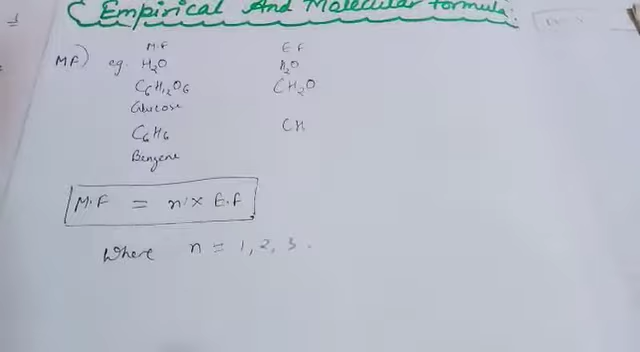 Empirical And Molecular formula:
M.F E F
MF) eg. H₂O H₂O
C₆H₁₂O₆ CH₂O
Glucose
C₆H₆ CH
Benzene
M.F = n × E.F
Where n = 1, 2, 3.